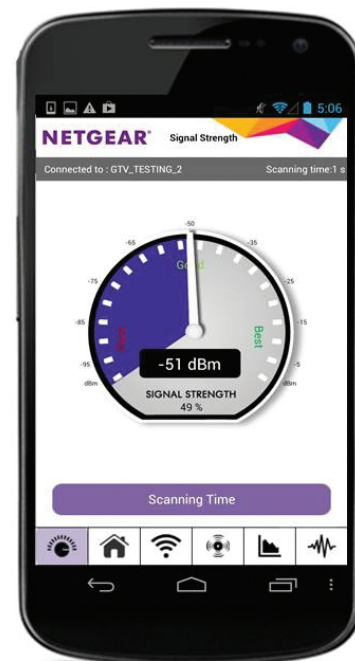 5:06
NETGEAR®
Signal Strength
Connected to : GTV_TESTING_2
Scanning time:1 s
-50
-65
-35
Good
-75
-25
-85
-15
Weak
Best
-95
-5
dBm
dBm
-51 dBm
SIGNAL STRENGTH
49 %
Scanning Time